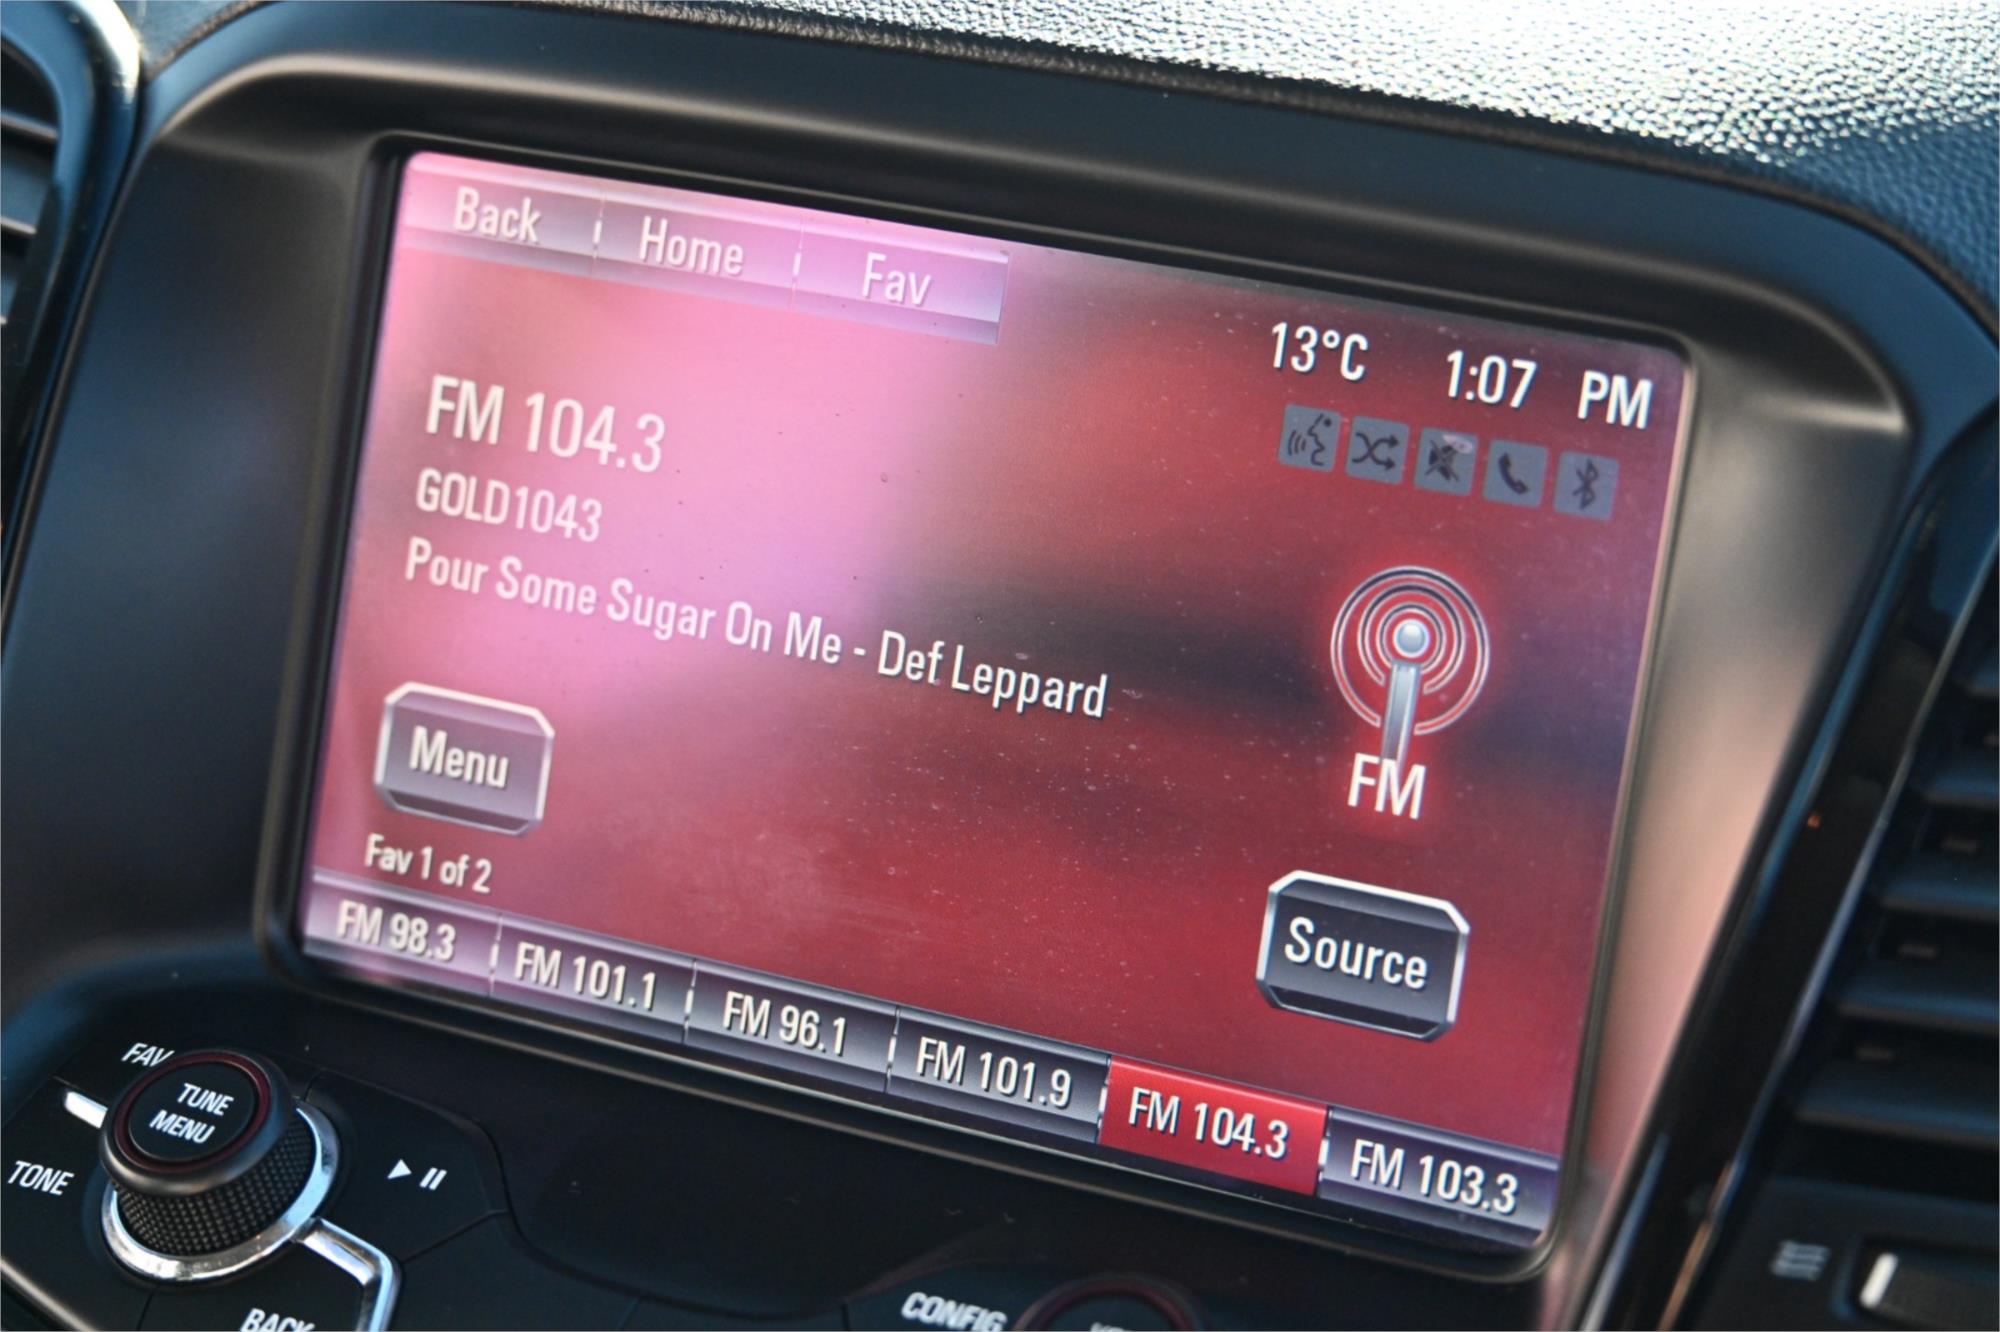 Back Home Fav
13°C 1:07 PM
FM 104.3
GOLD1043
Pour Some Sugar On Me - Def Leppard
FM
Menu
Source
Fav 1 of 2
FM 98.3 FM 101.1 FM 96.1 FM 101.9 FM 104.3 FM 103.3
FAV
TUNE
MENU
TONE
BACK
CONFIG